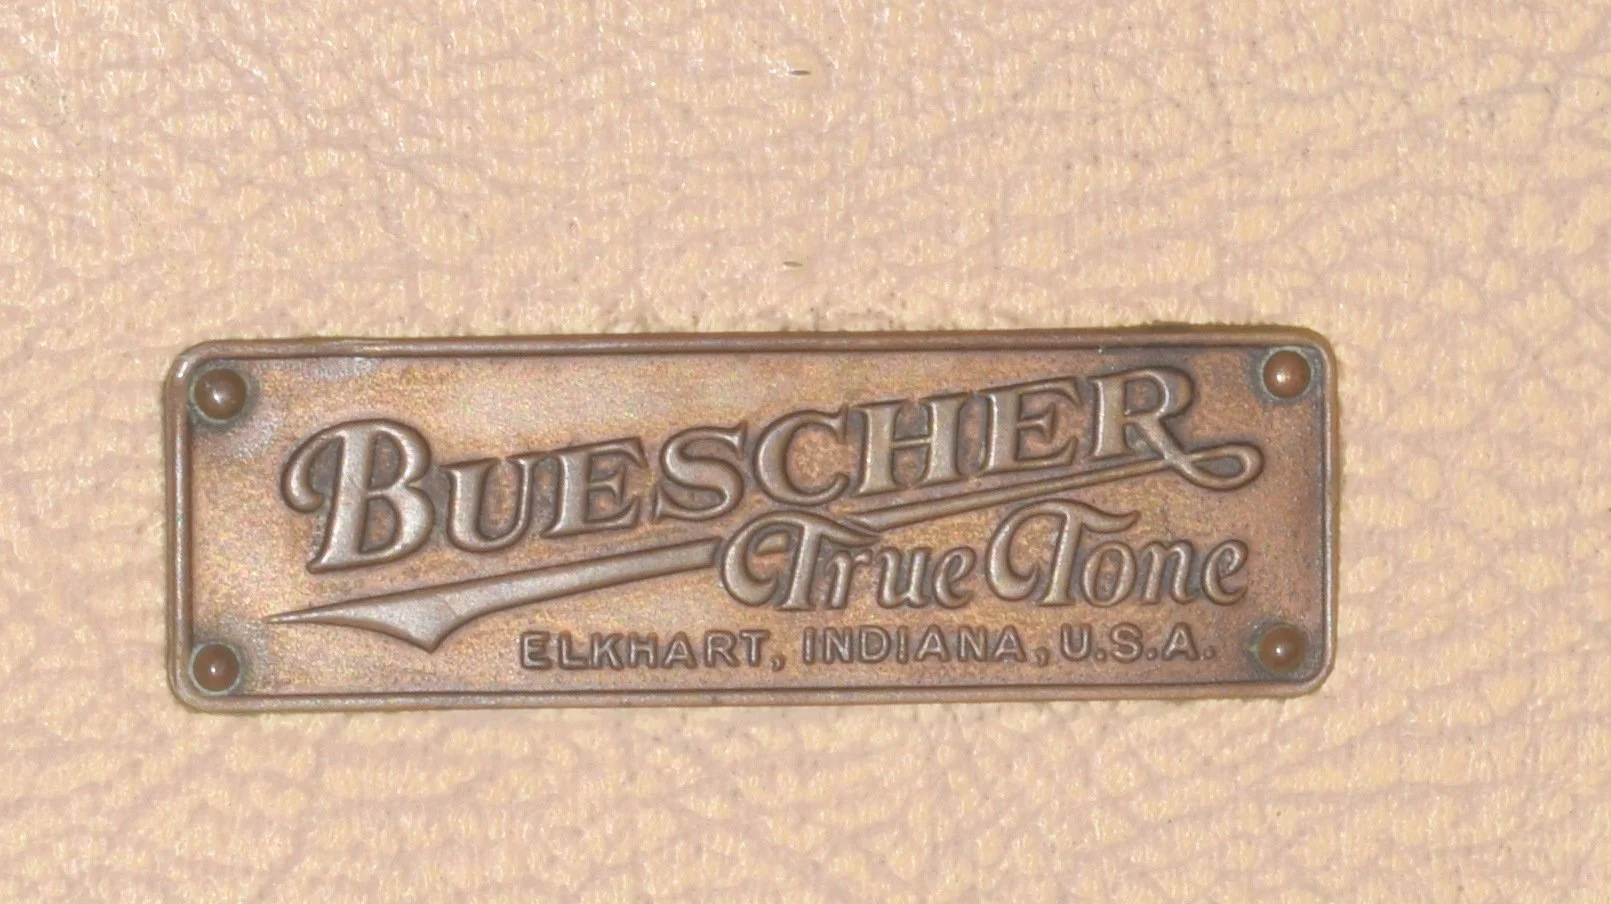 BUESCHER
True Tone
ELKHART, INDIANA, U.S.A.